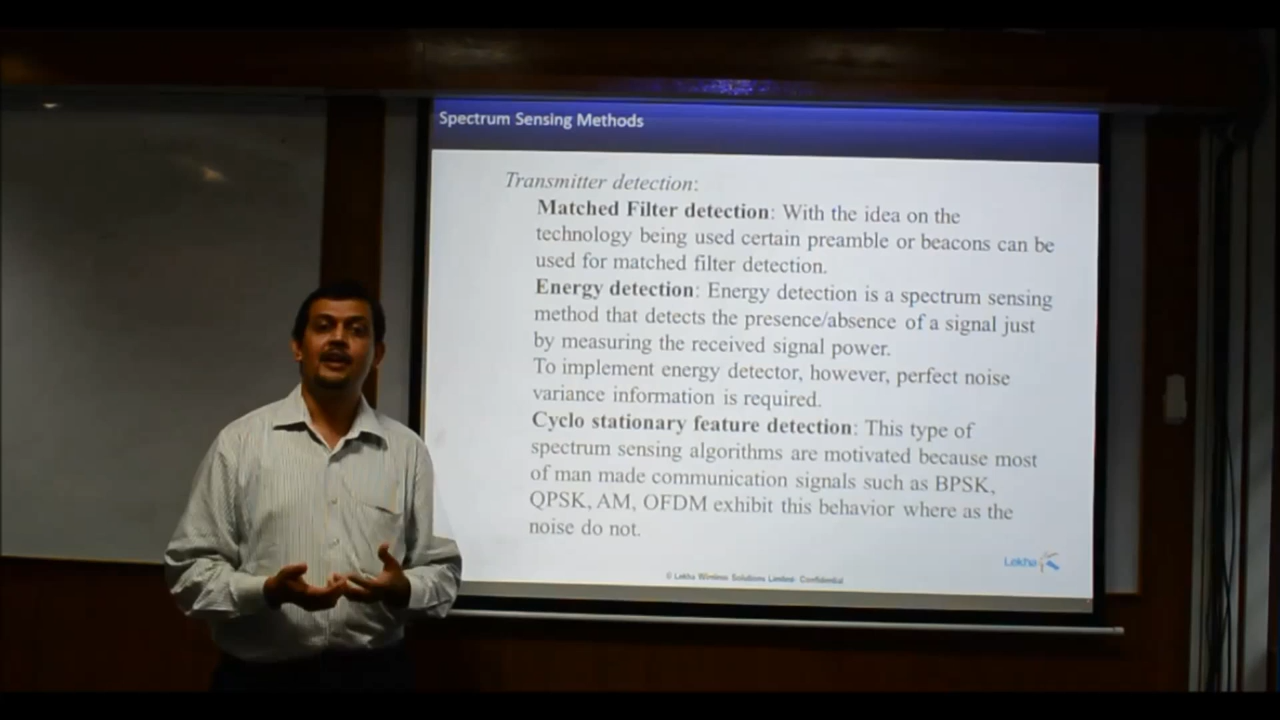 Spectrum Sensing Methods
Transmitter detection:
Matched Filter detection: With the idea on the
technology being used certain preamble or beacons can be
used for matched filter detection.
Energy detection: Energy detection is a spectrum sensing
method that detects the presence/absence of a signal just
by measuring the received signal power.
To implement energy detector, however, perfect noise
variance information is required.
Cyclo stationary feature detection: This type of
spectrum sensing algorithms are motivated because most
of man made communication signals such as BPSK,
QPSK, AM, OFDM exhibit this behavior where as the
noise do not.
Lekha
© Lekha Wireless Solutions Limited. Confidential